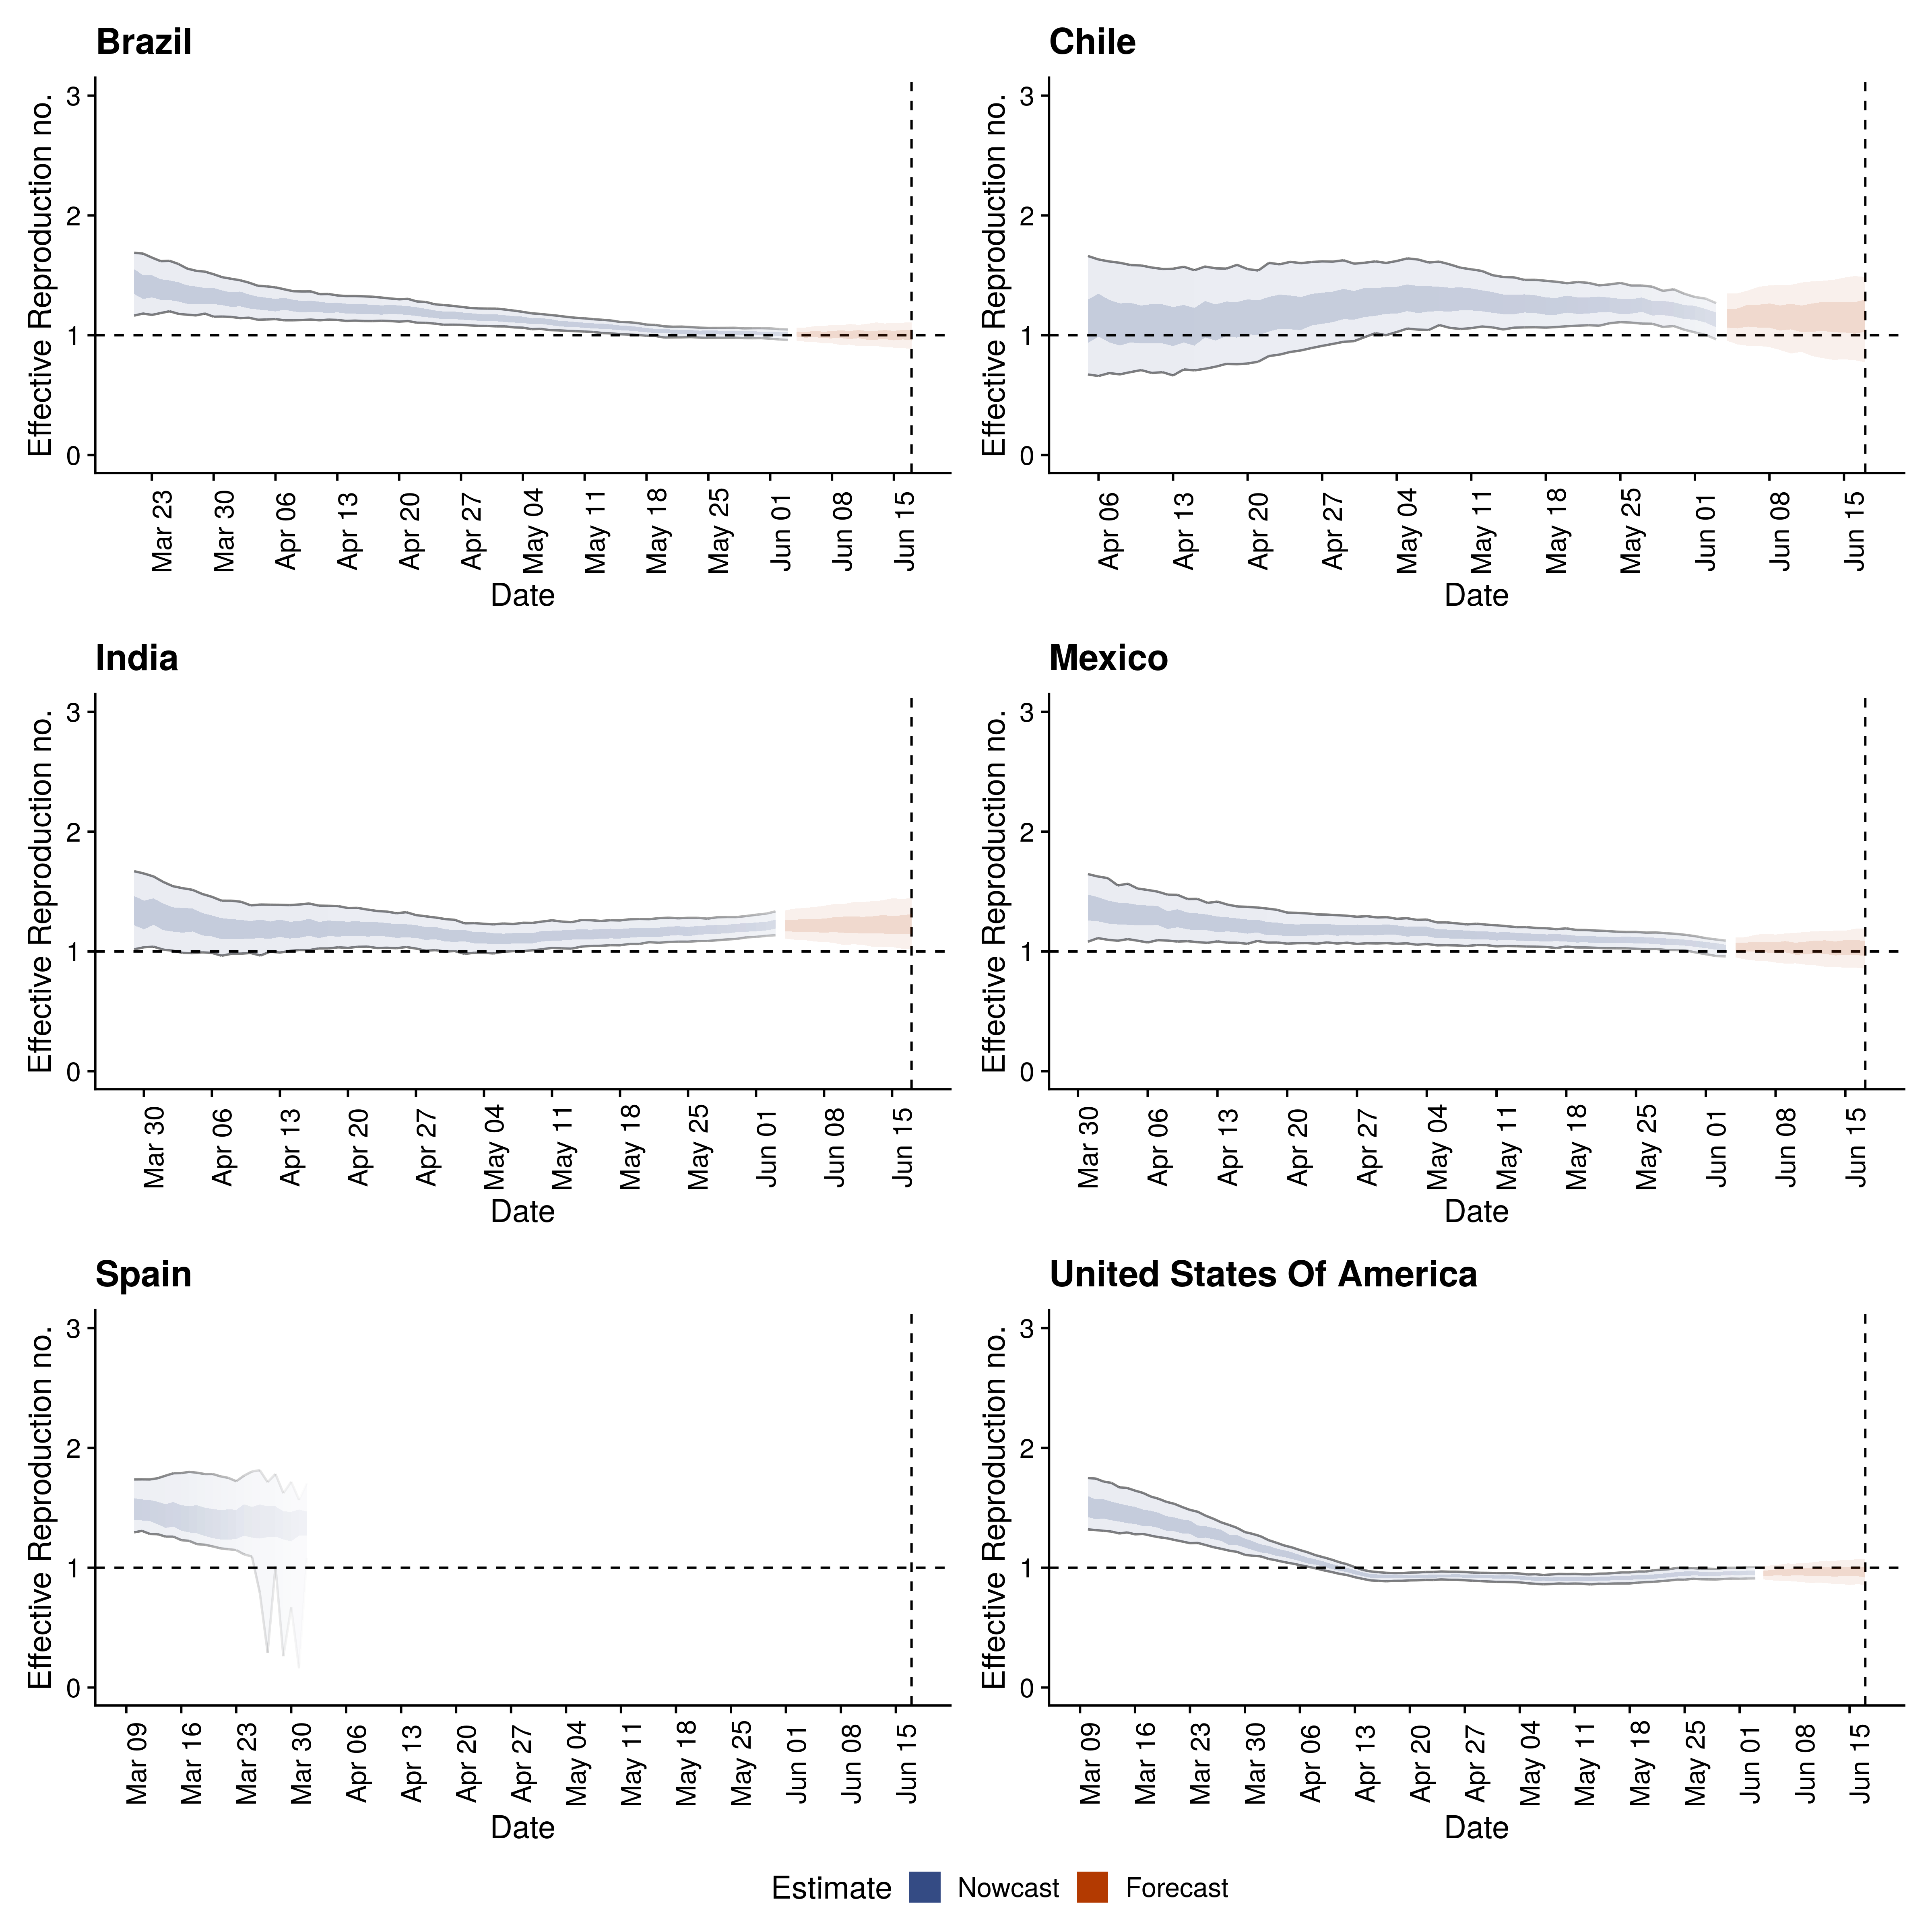 Brazil
Effective Reproduction no.
3
2
1
0
Mar 23
Mar 30
Apr 06
Apr 13
Apr 20
Apr 27
May 04
May 11
May 18
May 25
Jun 01
Jun 08
Jun 15
Date
Chile
Effective Reproduction no.
3
2
1
0
Apr 06
Apr 13
Apr 20
Apr 27
May 04
May 11
May 18
May 25
Jun 01
Jun 08
Jun 15
Date
India
Effective Reproduction no.
3
2
1
0
Mar 30
Apr 06
Apr 13
Apr 20
Apr 27
May 04
May 11
May 18
May 25
Jun 01
Jun 08
Jun 15
Date
Mexico
Effective Reproduction no.
3
2
1
0
Mar 30
Apr 06
Apr 13
Apr 20
Apr 27
May 04
May 11
May 18
May 25
Jun 01
Jun 08
Jun 15
Date
Spain
Effective Reproduction no.
3
2
1
0
Mar 09
Mar 16
Mar 23
Mar 30
Apr 06
Apr 13
Apr 20
Apr 27
May 04
May 11
May 18
May 25
Jun 01
Jun 08
Jun 15
Date
United States Of America
Effective Reproduction no.
3
2
1
0
Mar 09
Mar 16
Mar 23
Mar 30
Apr 06
Apr 13
Apr 20
Apr 27
May 04
May 11
May 18
May 25
Jun 01
Jun 08
Jun 15
Date
Estimate Nowcast Forecast